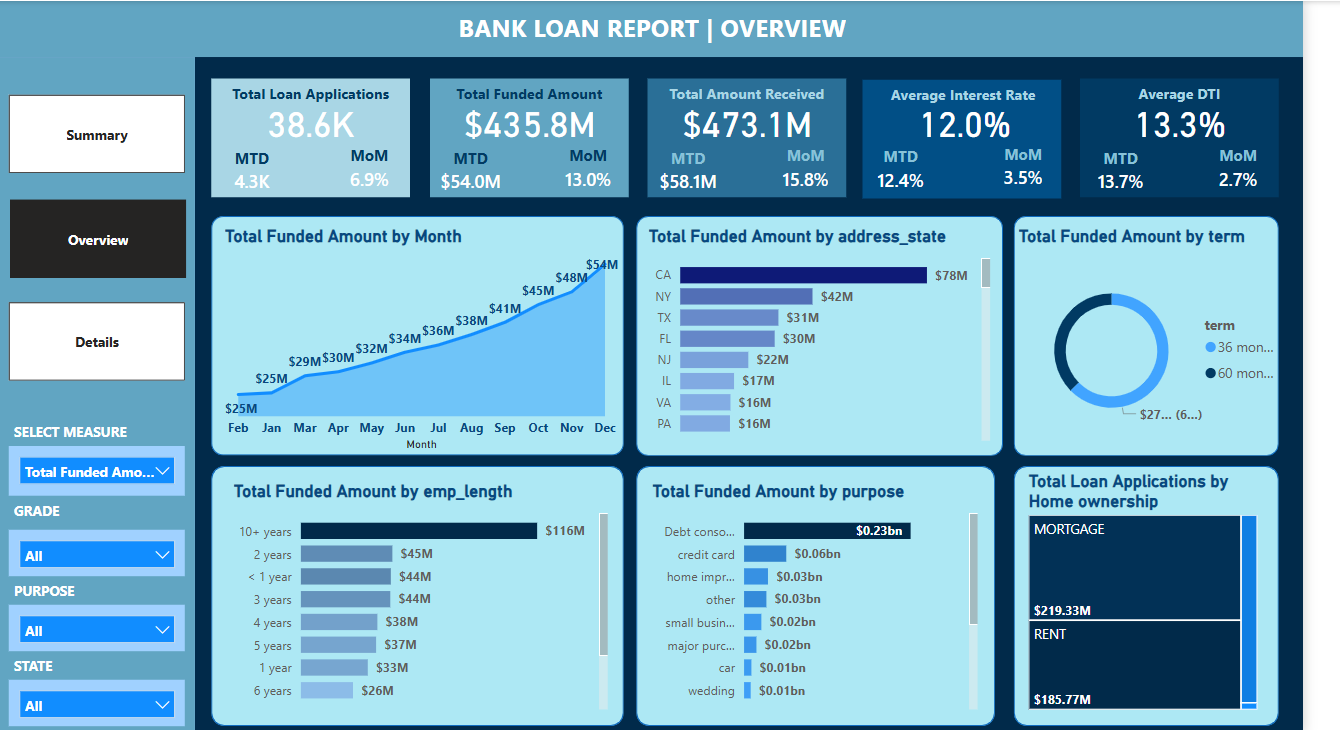 BANK LOAN REPORT | OVERVIEW
Summary
Overview
Details
SELECT MEASURE
Total Funded Amo...
GRADE
All
PURPOSE
All
STATE
All
Total Loan Applications
38.6K
MTD MoM
4.3K 6.9%
Total Funded Amount
$435.8M
MTD MoM
$54.0M 13.0%
Total Amount Received
$473.1M
MTD MoM
$58.1M 15.8%
Average Interest Rate
12.0%
MTD MoM
12.4% 3.5%
Average DTI
13.3%
MTD MoM
13.7% 2.7%
Total Funded Amount by Month
$25M $25M $29M $30M $32M $34M $36M $38M $41M $45M $48M $54M
Feb Jan Mar Apr May Jun Jul Aug Sep Oct Nov Dec
Month
Total Funded Amount by address_state
CA $78M
NY $42M
TX $31M
FL $30M
NJ $22M
IL $17M
VA $16M
PA $16M
Total Funded Amount by term
term
36 mon...
60 mon...
$27... (6...)
Total Funded Amount by emp_length
10+ years $116M
2 years $45M
< 1 year $44M
3 years $44M
4 years $38M
5 years $37M
1 year $33M
6 years $26M
Total Funded Amount by purpose
Debt conso... $0.23bn
credit card $0.06bn
home impr... $0.03bn
other $0.03bn
small busin... $0.02bn
major purc... $0.02bn
car $0.01bn
wedding $0.01bn
Total Loan Applications by
Home ownership
MORTGAGE
$219.33M
RENT
$185.77M